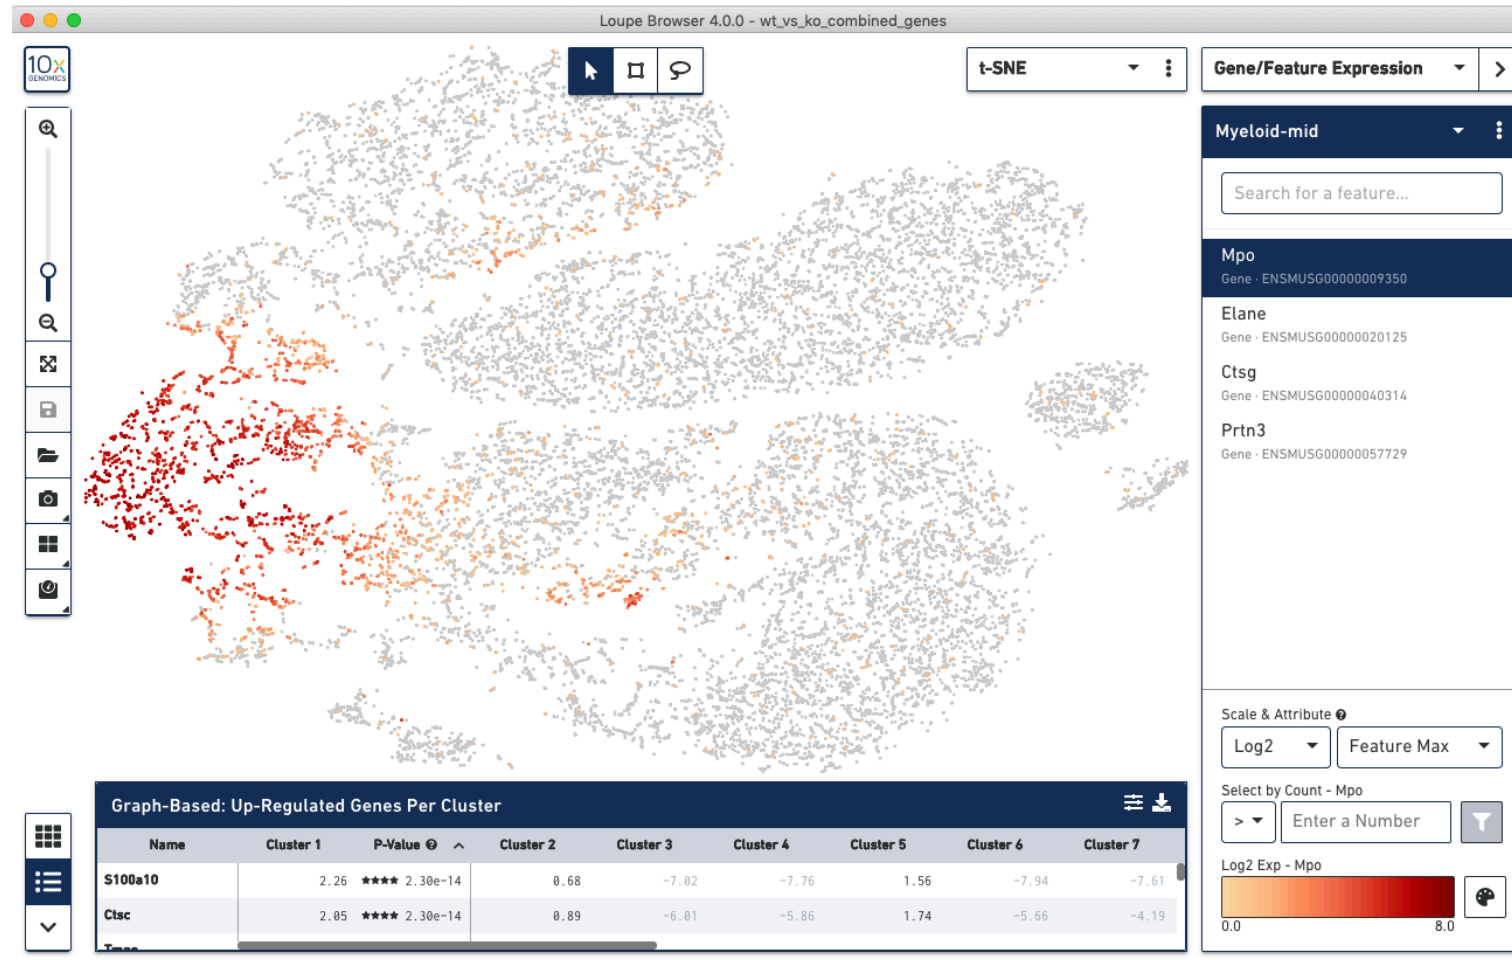 Loupe Browser 4.0.0 - wt_vs_ko_combined_genes
10x
GENOMICS
t-SNE
Gene/Feature Expression
Myeloid-mid
Search for a feature...
Mpo
Gene · ENSMUSG00000009350
Elane
Gene · ENSMUSG00000020125
Ctsg
Gene · ENSMUSG00000040314
Prtn3
Gene · ENSMUSG00000057729
Scale & Attribute
Log2 Feature Max
Select by Count - Mpo
> Enter a Number
Log2 Exp - Mpo
0.0 8.0
Graph-Based: Up-Regulated Genes Per Cluster
Name Cluster 1 P-Value Cluster 2 Cluster 3 Cluster 4 Cluster 5 Cluster 6 Cluster 7
S100a10 2.26 **** 2.30e-14 0.68 -7.02 -7.76 1.56 -7.94 -7.61
Ctsc 2.05 **** 2.30e-14 0.89 -6.01 -5.86 1.74 -5.66 -4.19